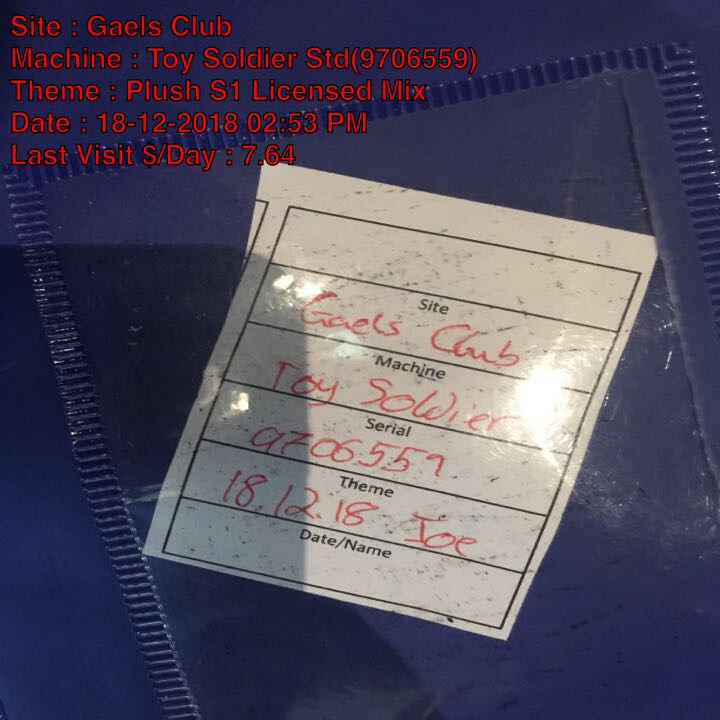 Site : Gaels Club
Machine : Toy Soldier Std(9706559)
Theme : Plush S1 Licensed Mix
Date : 18-12-2018 02:53 PM
Last Visit $/Day : 7.64
Site
Gaels Club
Machine
Toy Soldier
Serial
9706559
Theme
18.12.18 Joe
Date/Name